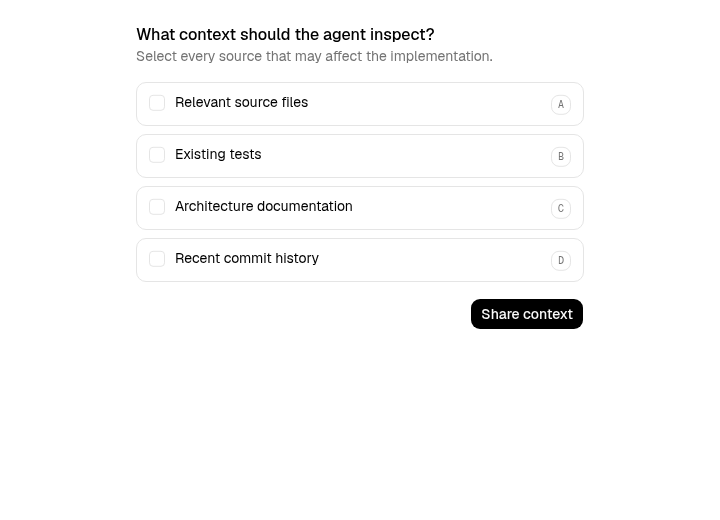 What context should the agent inspect?
Select every source that may affect the implementation.
Relevant source files A
Existing tests B
Architecture documentation C
Recent commit history D
Share context